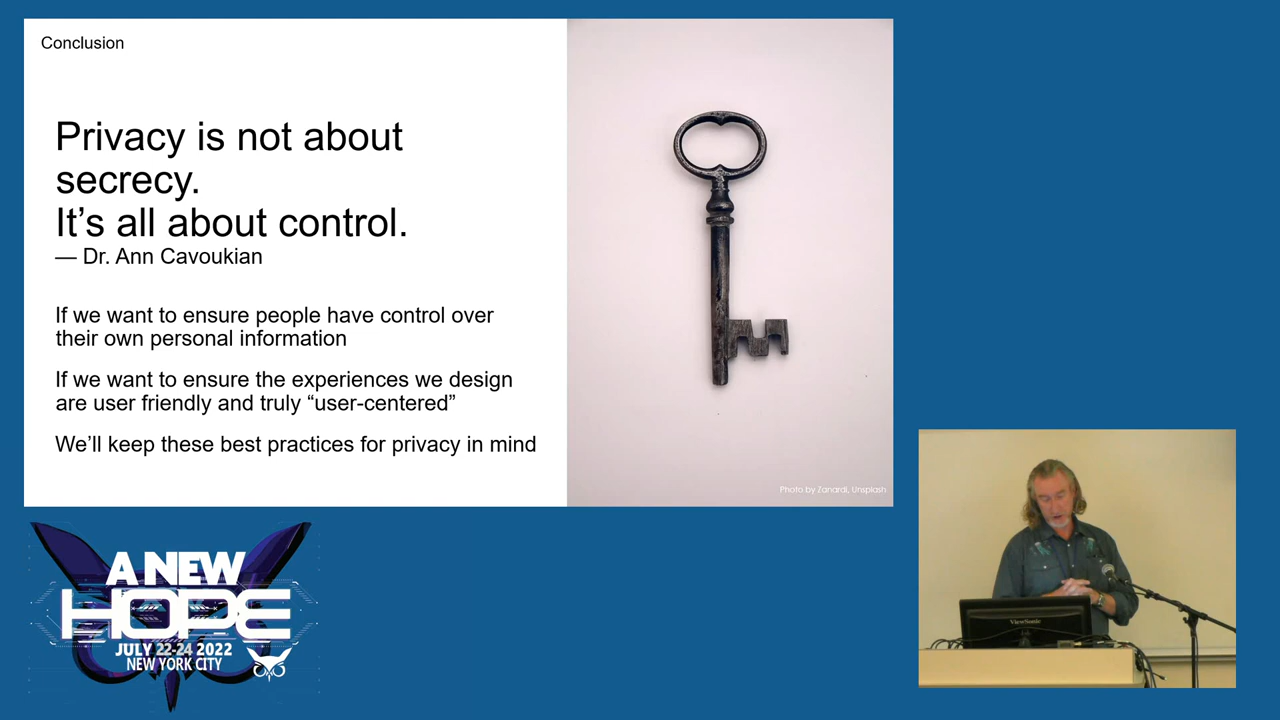 Conclusion
Privacy is not about
secrecy.
It’s all about control.
— Dr. Ann Cavoukian
If we want to ensure people have control over
their own personal information
If we want to ensure the experiences we design
are user friendly and truly “user-centered”
We’ll keep these best practices for privacy in mind
Photo by Zanardi, Unsplash
A NEW
HOPE
JULY 22-24 2022
NEW YORK CITY
ViewSonic